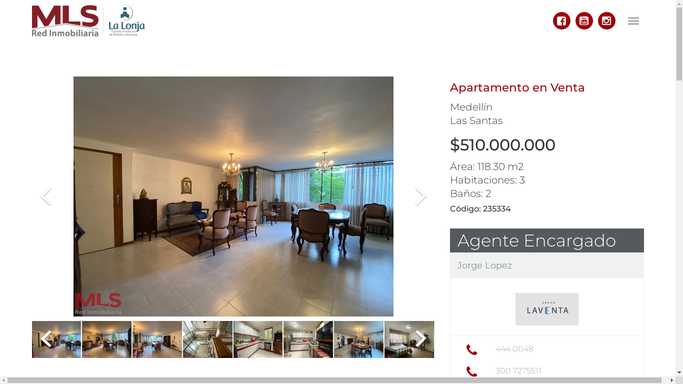 MLS
Red Inmobiliaria
La Lonja
Apartamento en Venta
Medellín
Las Santas
$510.000.000
Área: 118.30 m2
Habitaciones: 3
Baños: 2
Código: 235334
MLS
Red Inmobiliaria
Agente Encargado
Jorge Lopez
LAVENTA
444 0048
300 7275511